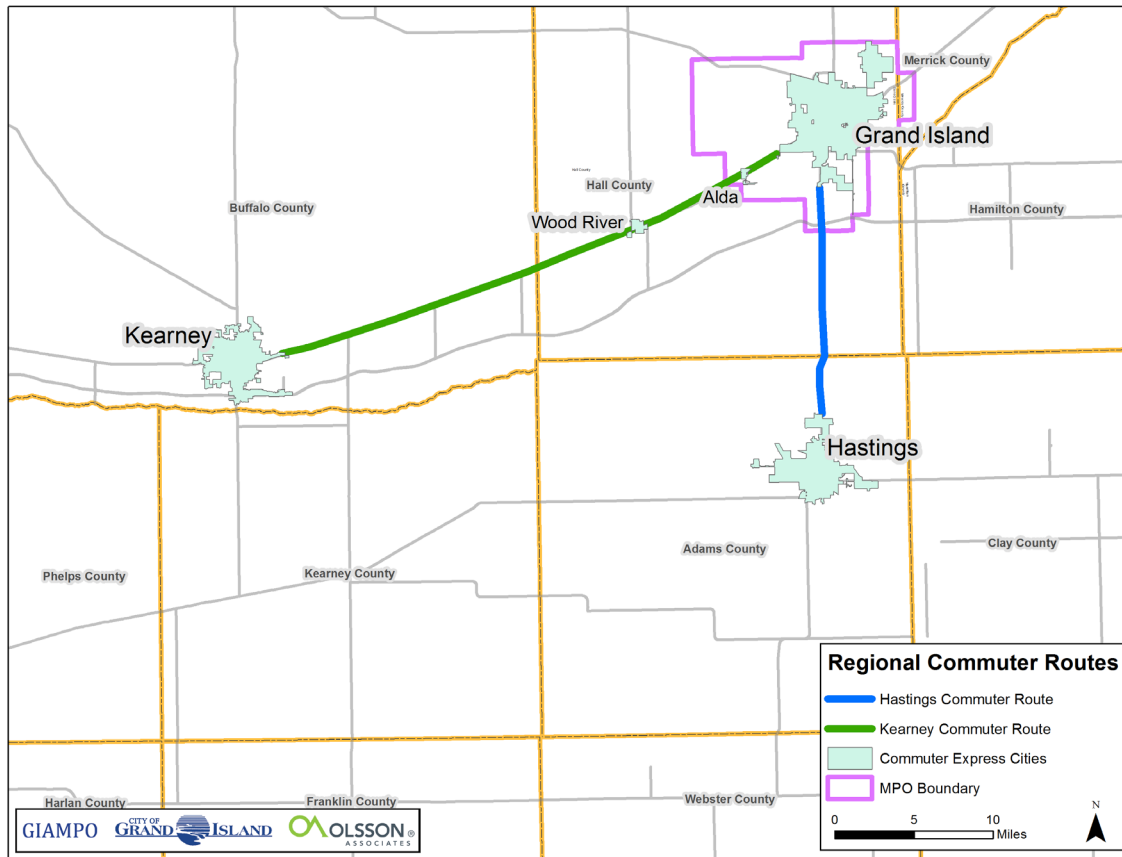 Merrick County
Grand Island
Hall County
Hall County
Alda
Buffalo County
Hamilton County
Wood River
Kearney
Hastings
Adams County
Clay County
Phelps County
Kearney County
Regional Commuter Routes
Hastings Commuter Route
Kearney Commuter Route
Commuter Express Cities
MPO Boundary
0 5 10
Miles
N
Harlan County
Franklin County
Webster County
GIAMPO
CITY OF
GRAND ISLAND
OLSSON ®
ASSOCIATES